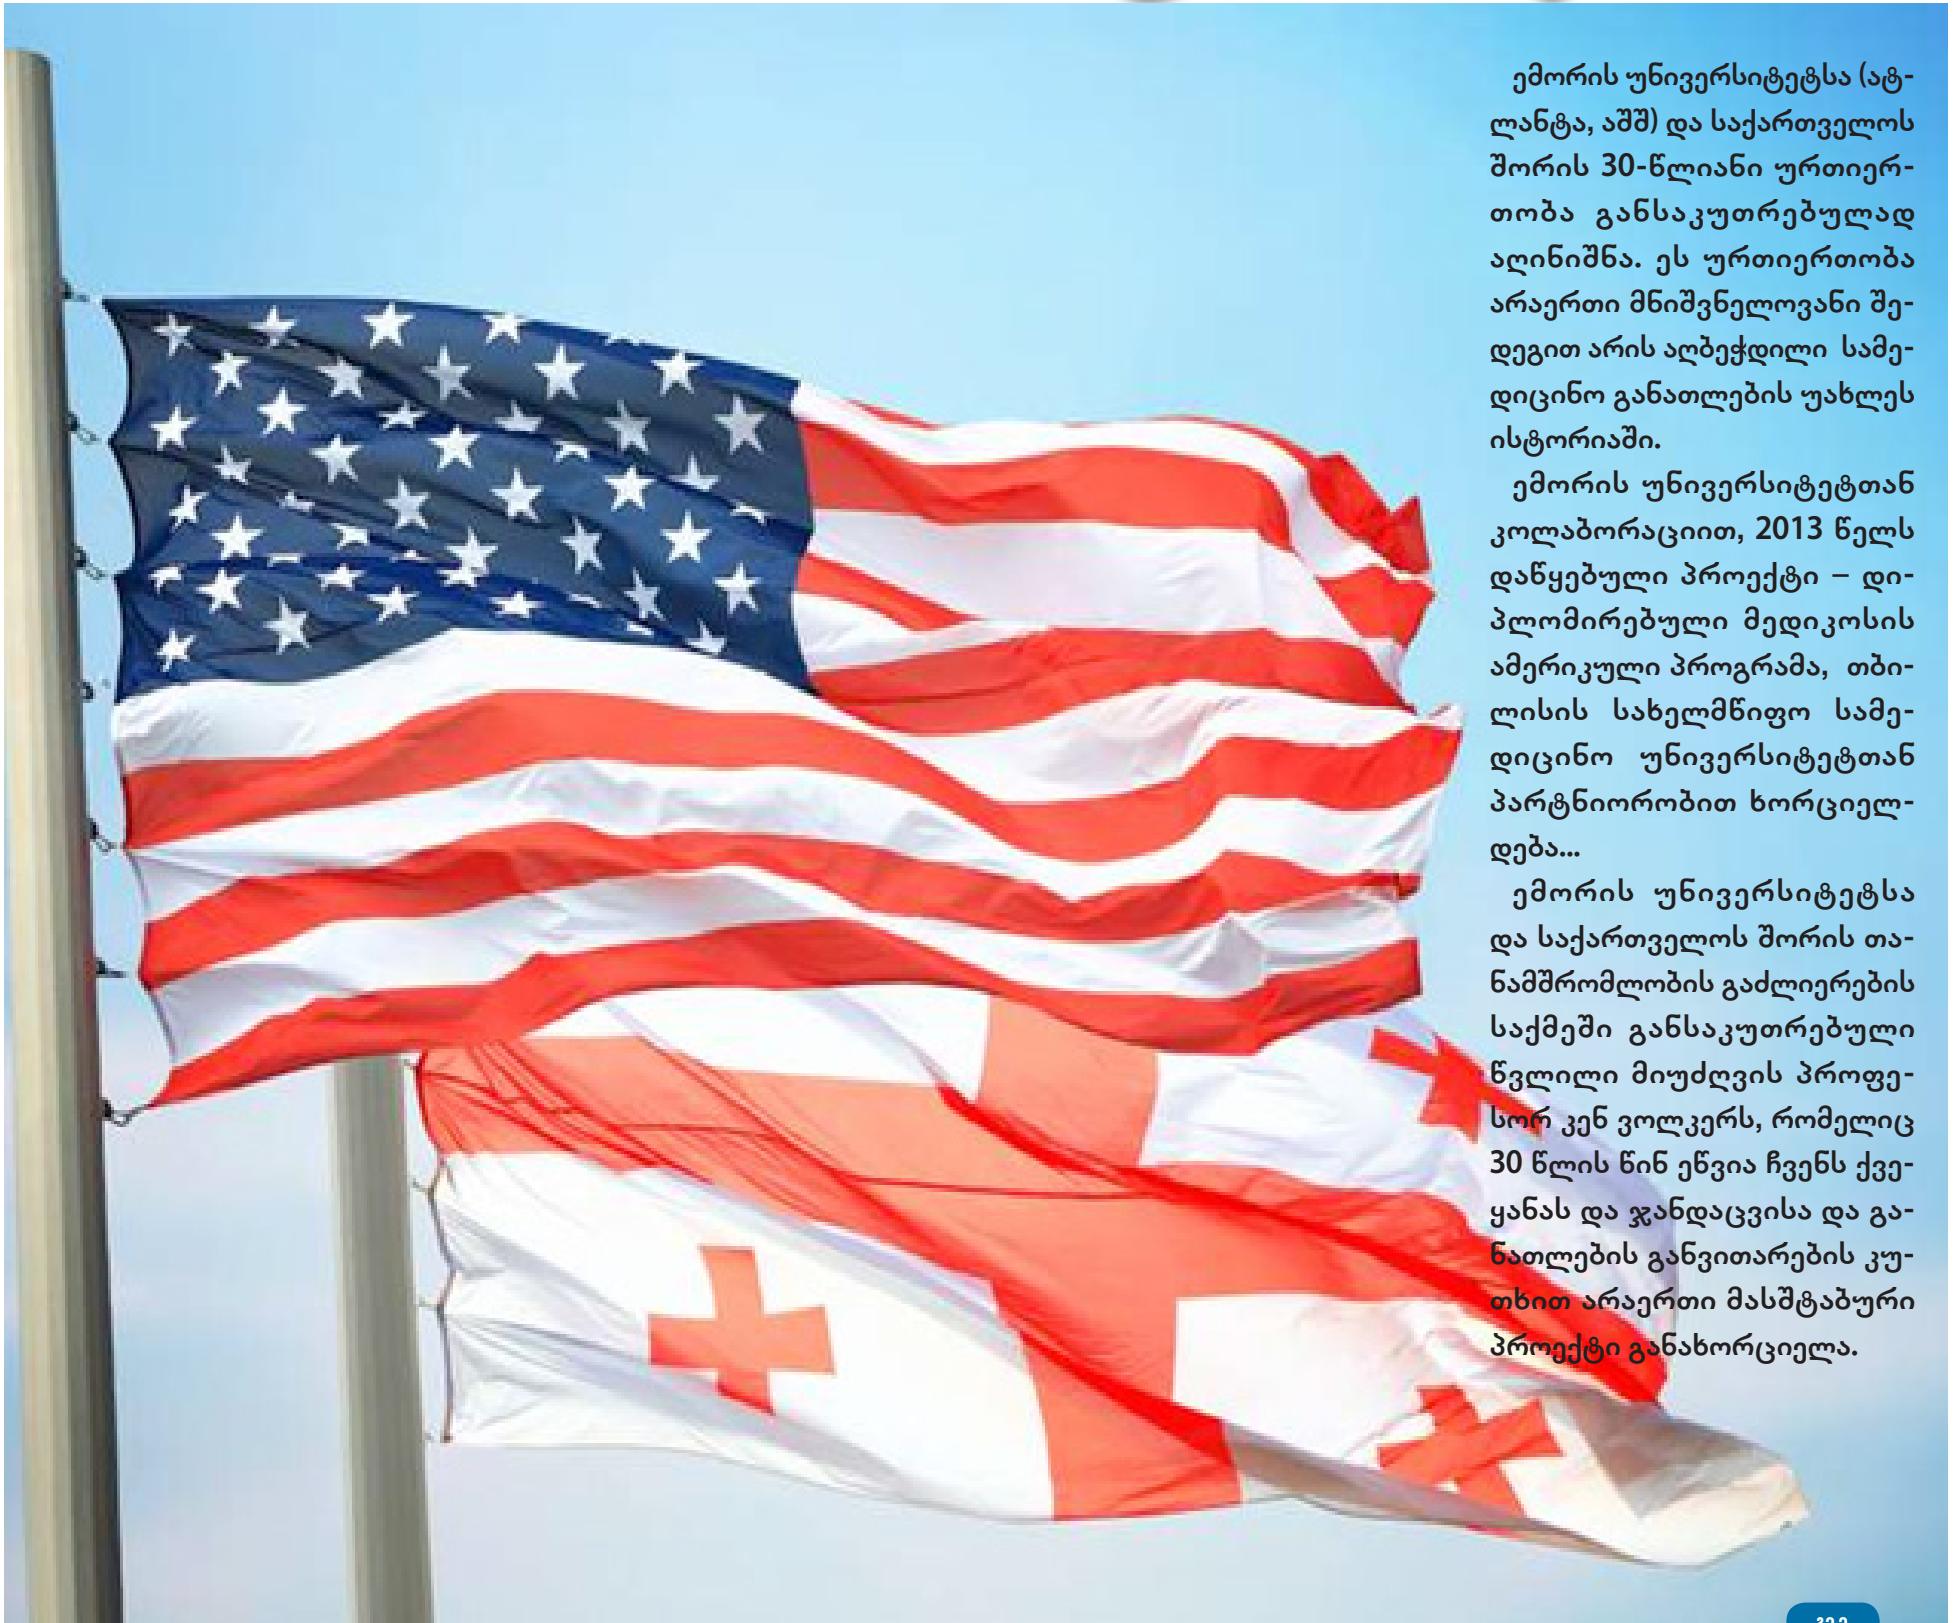 ემორის უნივერსიტეტსა (ატ-
ლანტა, აშშ) და საქართველოს
შორის 30-წლიანი ურთიერ-
თობა განსაკუთრებულად
აღინიშნა. ეს ურთიერთობა
არაერთი მნიშვნელოვანი შე-
დეგით არის აღბეჭდილი სამე-
დიცინო განათლების უახლეს
ისტორიაში.
ემორის უნივერსიტეტთან
კოლაბორაციით, 2013 წელს
დაწყებული პროექტი – დი-
პლომირებული მედიკოსის
ამერიკული პროგრამა, თბი-
ლისის სახელმწიფო სამე-
დიცინო უნივერსიტეტთან
პარტნიორობით ხორციელ-
დება...
ემორის უნივერსიტეტსა
და საქართველოს შორის თა-
ნამშრომლობის გაძლიერების
საქმეში განსაკუთრებული
წვლილი მიუძღვის პროფე-
სორ კენ ვოლკერს, რომელიც
30 წლის წინ ეწვია ჩვენს ქვე-
ყანას და ჯანდაცვისა და გა-
ნათლების განვითარების კუ-
თხით არაერთი მასშტაბური
პროექტი განახორციელა.